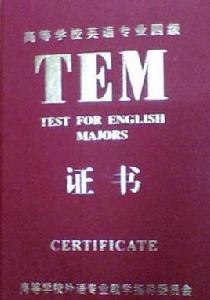 高等学校英语专业四级
TEM
TEST FOR ENGLISH
MAJORS
证书
CERTIFICATE
高等学院外语专业教学指导委员会